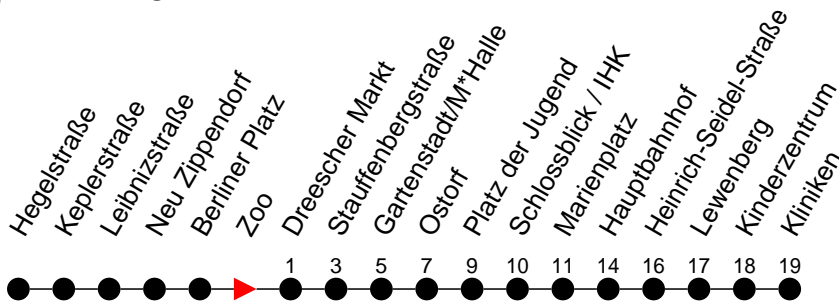 Hegelstraße
Keplerstraße
Leibnizstraße
Neu Zippendorf
Berliner Platz
Zoo
Dreescher Markt
Stauffenbergstraße
Gartenstadt/M*Halle
Ostorf
Platz der Jugend
Schlossblick / IHK
Marienplatz
Hauptbahnhof
Heinrich-Seidel-Straße
Lewenberg
Kinderzentrum
Kliniken
1 3 5 7 9 10 11 14 16 17 18 19